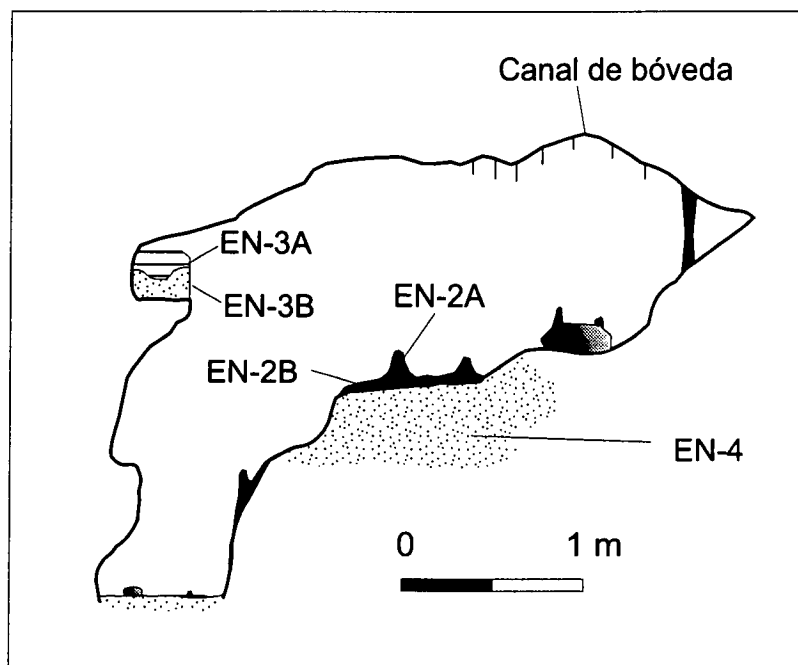 Canal de bóveda
EN-3A
EN-3B
EN-2A
EN-2B
EN-4
0 1 m